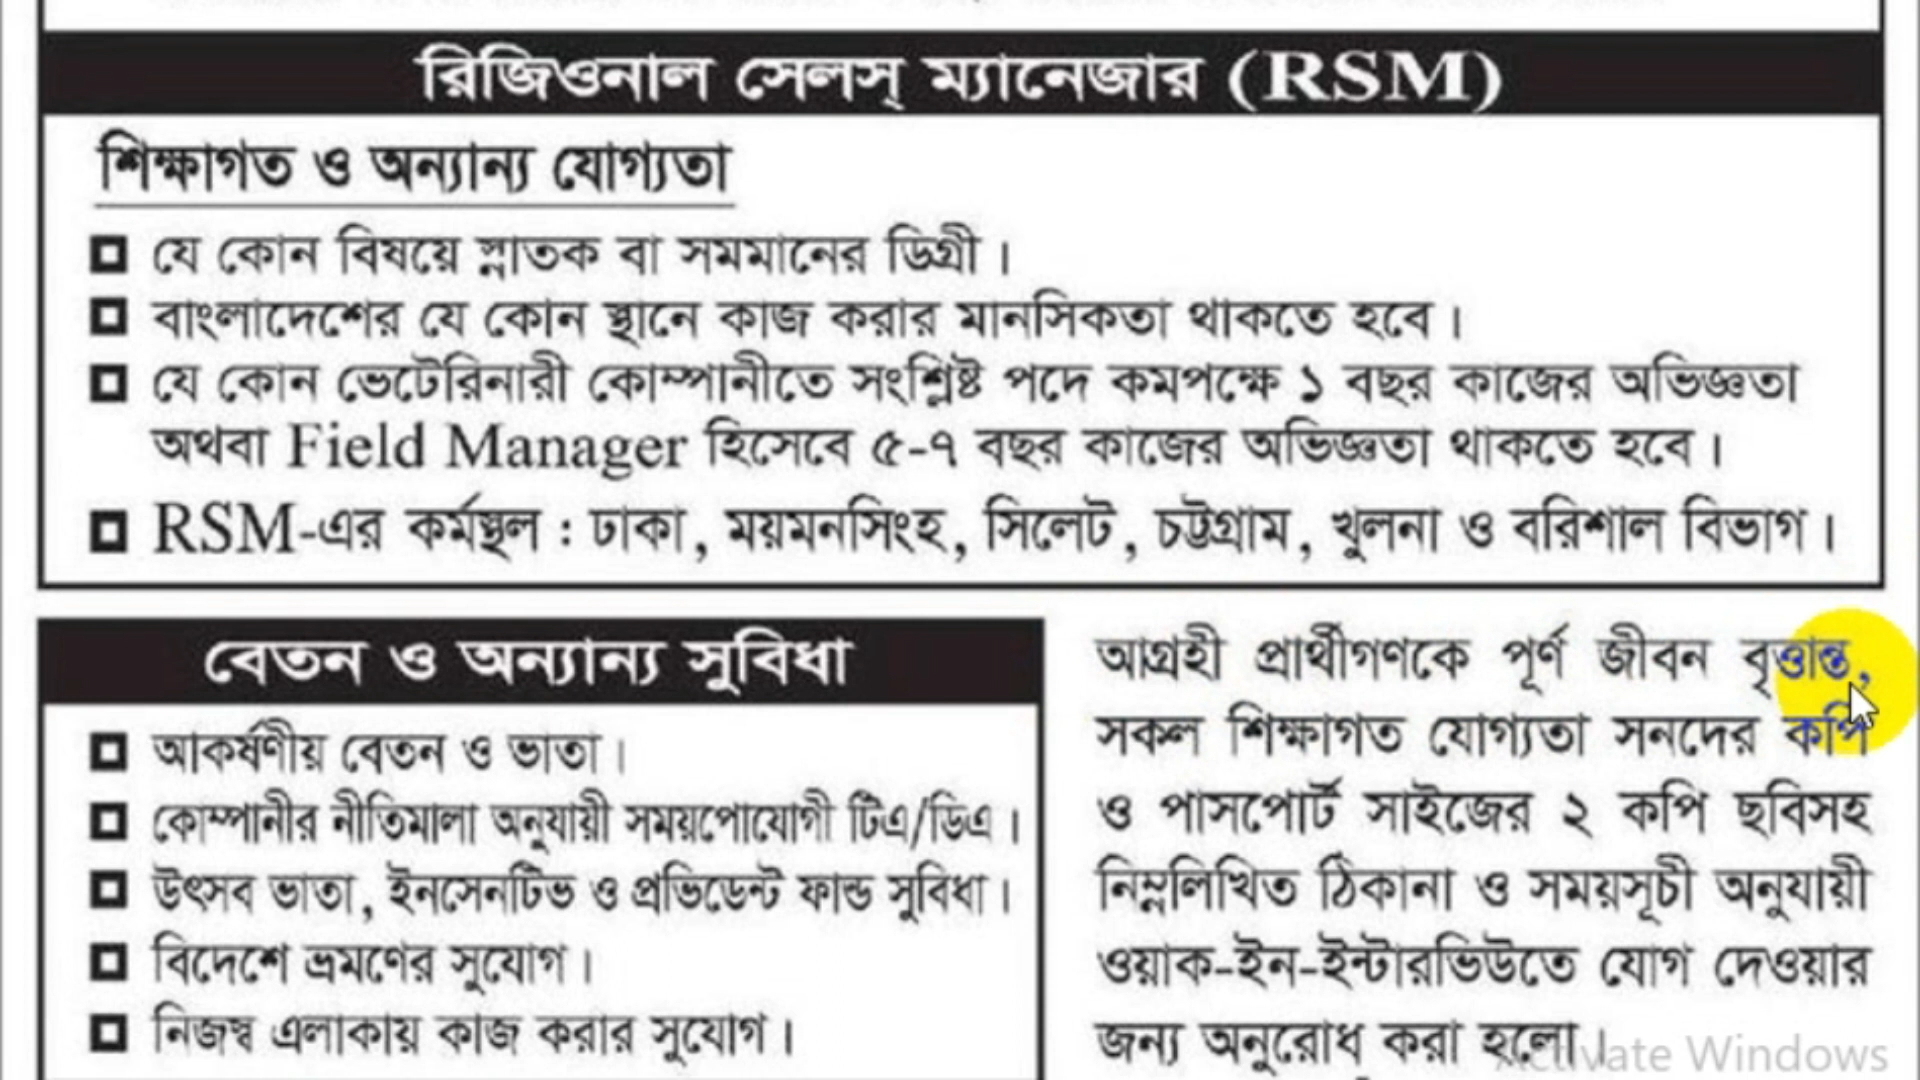 রিজিওনাল সেলস্ ম্যানেজার (RSM)
শিক্ষাগত ও অন্যান্য যোগ্যতা
যে কোন বিষয়ে স্নাতক বা সমমানের ডিগ্রী।
বাংলাদেশের যে কোন স্থানে কাজ করার মানসিকতা থাকতে হবে।
যে কোন ভেটেরিনারী কোম্পানীতে সংশ্লিষ্ট পদে কমপক্ষে ১ বছর কাজের অভিজ্ঞতা
অথবা Field Manager হিসেবে ৫-৭ বছর কাজের অভিজ্ঞতা থাকতে হবে।
RSM-এর কর্মস্থল : ঢাকা, ময়মনসিংহ, সিলেট, চট্টগ্রাম, খুলনা ও বরিশাল বিভাগ।
বেতন ও অন্যান্য সুবিধা
আকর্ষণীয় বেতন ও ভাতা।
কোম্পানীর নীতিমালা অনুযায়ী সময়পোযোগী টিএ/ডিএ।
উৎসব ভাতা, ইনসেনটিভ ও প্রভিডেন্ট ফান্ড সুবিধা।
বিদেশে ভ্রমণের সুযোগ।
নিজস্ব এলাকায় কাজ করার সুযোগ।
আগ্রহী প্রার্থীগণকে পূর্ণ জীবন বৃত্তান্ত,
সকল শিক্ষাগত যোগ্যতা সনদের কপি
ও পাসপোর্ট সাইজের ২ কপি ছবিসহ
নিম্নলিখিত ঠিকানা ও সময়সূচী অনুযায়ী
ওয়াক-ইন-ইন্টারভিউতে যোগ দেওয়ার
জন্য অনুরোধ করা হলো।
Activate Windows